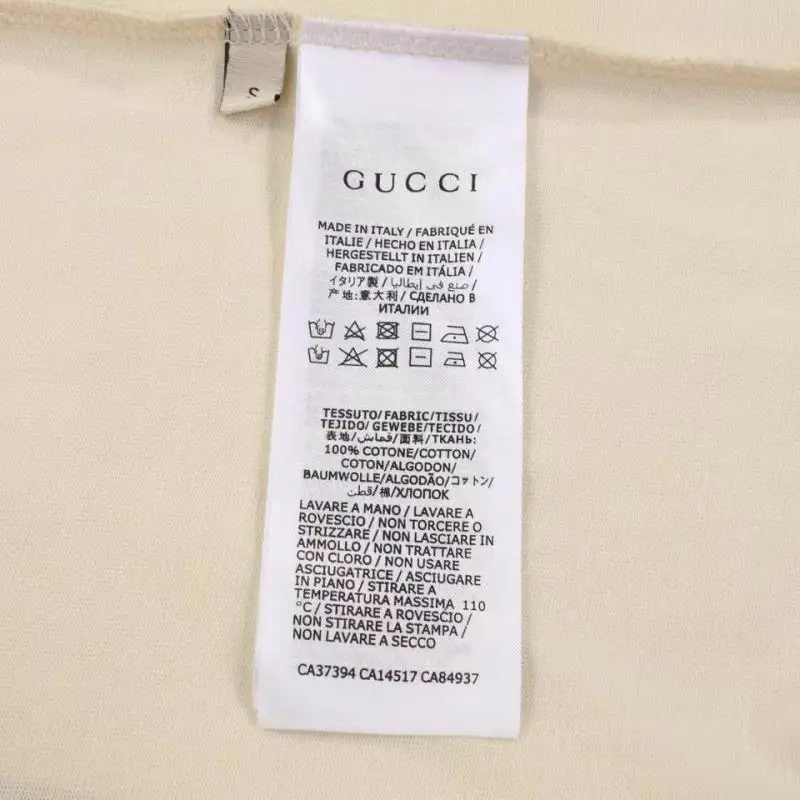 S
GUCCI
MADE IN ITALY / FABRIQUÉ EN
ITALIE / HECHO EN ITALIA /
HERGESTELLT IN ITALIEN /
FABRICADO EM ITÁLIA /
イタリア製 / صنع في إيطاليا /
产地:意大利 / СДЕЛАНО В
ИТАЛИИ
TESSUTO/FABRIC/TISSU/
TEJIDO/GEWEBE/TECIDO/
表地/قماش/面料/ТКАНЬ:
100% COTONE/COTTON/
COTON/ALGODON/
BAUMWOLLE/ALGODÃO/コットン/
قطن/棉/ХЛОПОК
LAVARE A MANO / LAVARE A
ROVESCIO / NON TORCERE O
STRIZZARE / NON LASCIARE IN
AMMOLLO / NON TRATTARE
CON CLORO / NON USARE
ASCIUGATRICE / ASCIUGARE
IN PIANO / STIRARE A
TEMPERATURA MASSIMA 110
°C / STIRARE A ROVESCIO /
NON STIRARE LA STAMPA /
NON LAVARE A SECCO
CA37394 CA14517 CA84937